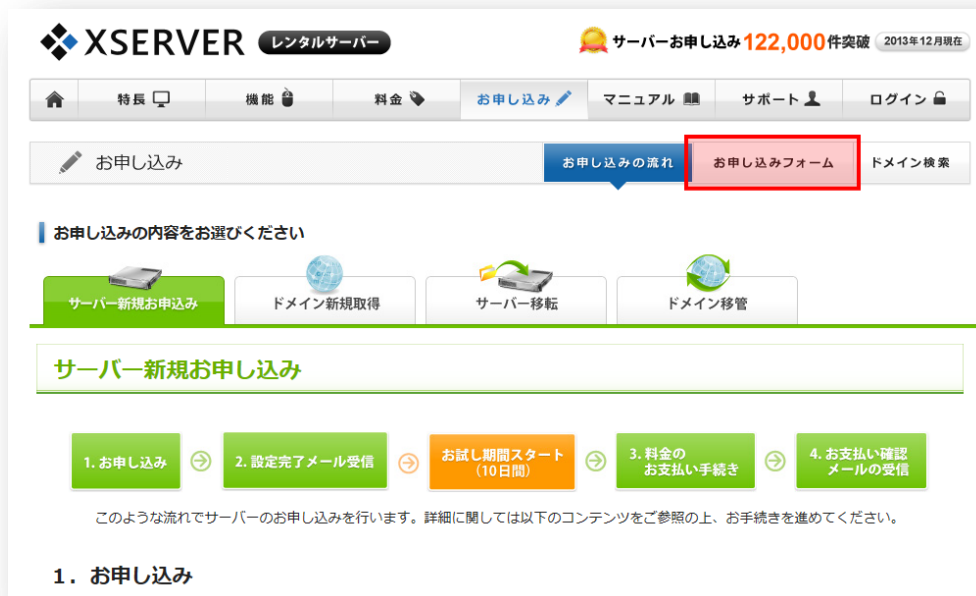 XSERVER レンタルサーバー
サーバーお申し込み122,000件突破 2013年12月現在
特長 機能 料金 お申し込み マニュアル サポート ログイン
お申し込み お申し込みの流れ お申し込みフォーム ドメイン検索
お申し込みの内容をお選びください
サーバー新規お申込み ドメイン新規取得 サーバー移転 ドメイン移管
サーバー新規お申し込み
1. お申し込み
2. 設定完了メール受信
お試し期間スタート
(10日間)
3. 料金の
お支払い手続き
4. お支払い確認
メールの受信
このような流れでサーバーのお申し込みを行います。詳細に関しては以下のコンテンツをご参照の上、お手続きを進めてください。
1. お申し込み